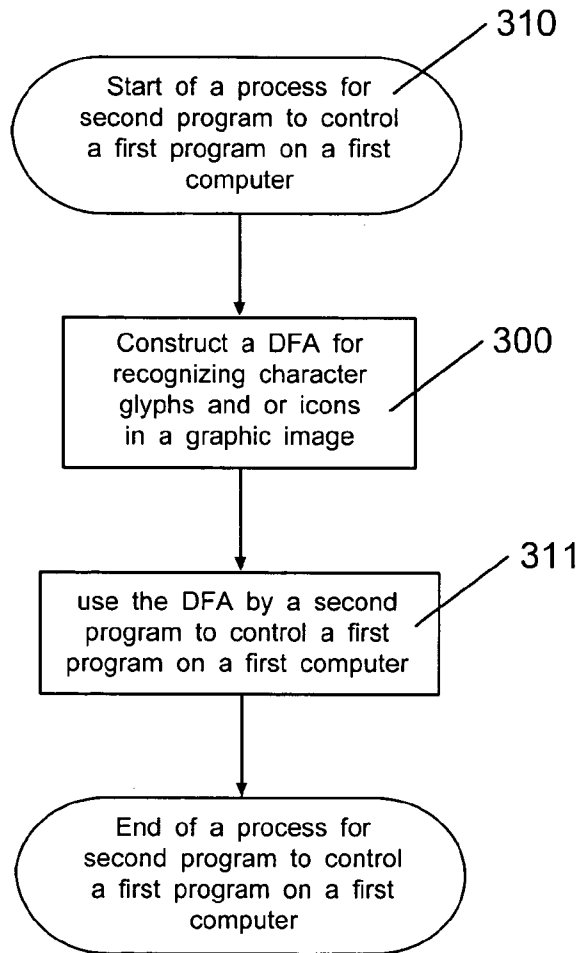 310
Start of a process for
second program to control
a first program on a first
computer
300
Construct a DFA for
recognizing character
glyphs and or icons
in a graphic image
311
use the DFA by a second
program to control a first
program on a first computer
End of a process for
second program to control
a first program on a first
computer